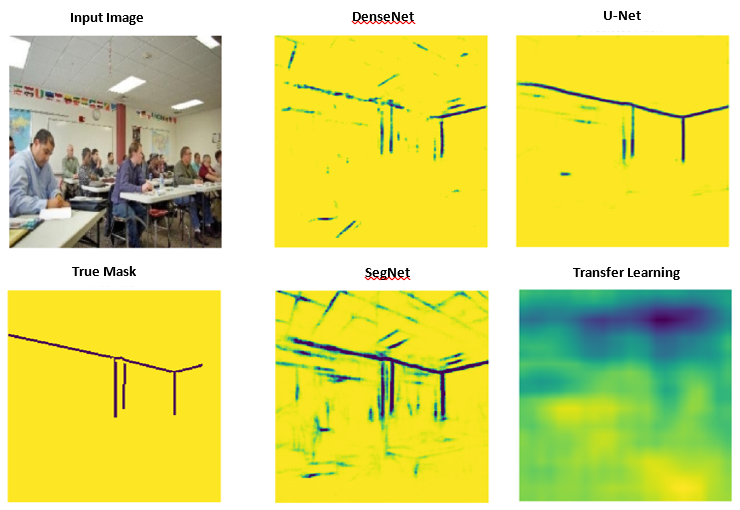 Input Image
DenseNet
U-Net
True Mask
SegNet
Transfer Learning